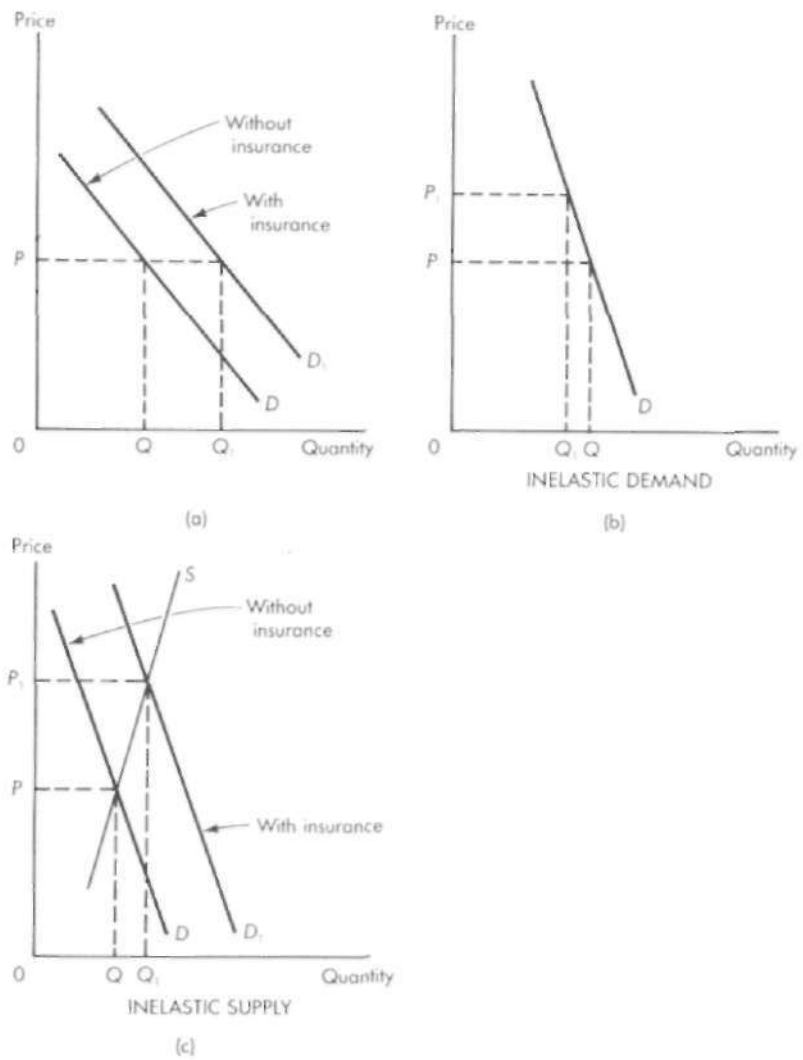 Price
Without
insurance
With
insurance
P
D₁
D
0
Q
Q₁
Quantity
(a)
Price
P₁
P
D
0
Q₁
Q
Quantity
INELASTIC DEMAND
(b)
Price
S
Without
insurance
P₁
P
With insurance
D
D₁
0
Q
Q₁
Quantity
INELASTIC SUPPLY
(c)